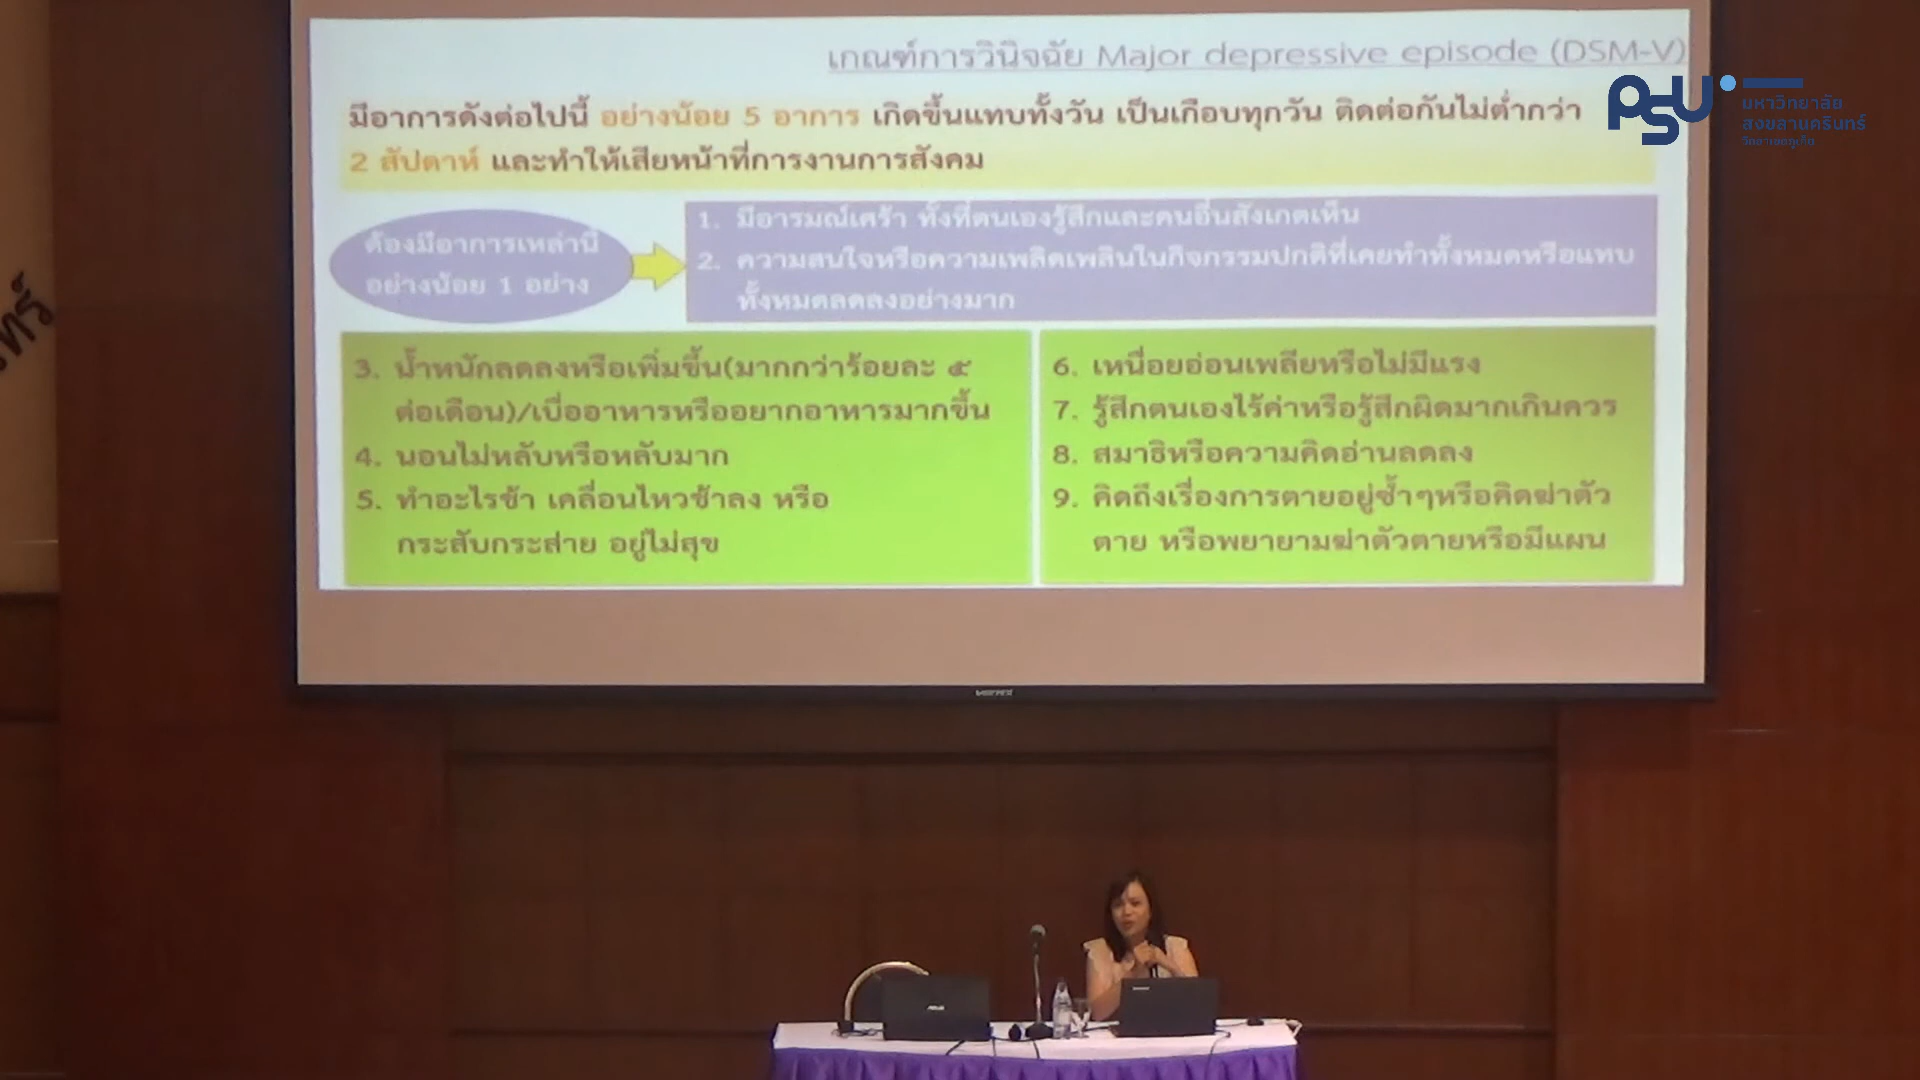 เกณฑ์การวินิจฉัย Major depressive episode (DSM-V)
มีอาการดังต่อไปนี้ อย่างน้อย 5 อาการ เกิดขึ้นแทบทั้งวัน เป็นเกือบทุกวัน ติดต่อกันไม่ต่ำกว่า
2 สัปดาห์ และทำให้เสียหน้าที่การงานการสังคม
ต้องมีอาการเหล่านี้
อย่างน้อย 1 อย่าง
1. มีอารมณ์เศร้า ทั้งที่ตนเองรู้สึกและคนอื่นสังเกตเห็น
2. ความสนใจหรือความเพลิดเพลินในกิจกรรมปกติที่เคยทำทั้งหมดหรือแทบ
ทั้งหมดลดลงอย่างมาก
3. น้ำหนักลดลงหรือเพิ่มขึ้น(มากกว่าร้อยละ ๕
ต่อเดือน)/เบื่ออาหารหรืออยากอาหารมากขึ้น
4. นอนไม่หลับหรือหลับมาก
5. ทำอะไรช้า เคลื่อนไหวช้าลง หรือ
กระสับกระส่าย อยู่ไม่สุข
6. เหนื่อยอ่อนเพลียหรือไม่มีแรง
7. รู้สึกตนเองไร้ค่าหรือรู้สึกผิดมากเกินควร
8. สมาธิหรือความคิดอ่านลดลง
9. คิดถึงเรื่องการตายอยู่ซ้ำๆหรือคิดฆ่าตัว
ตาย หรือพยายามฆ่าตัวตายหรือมีแผน
PSU
มหาวิทยาลัย
สงขลานครินทร์
วิทยาเขตภูเก็ต
ASUS